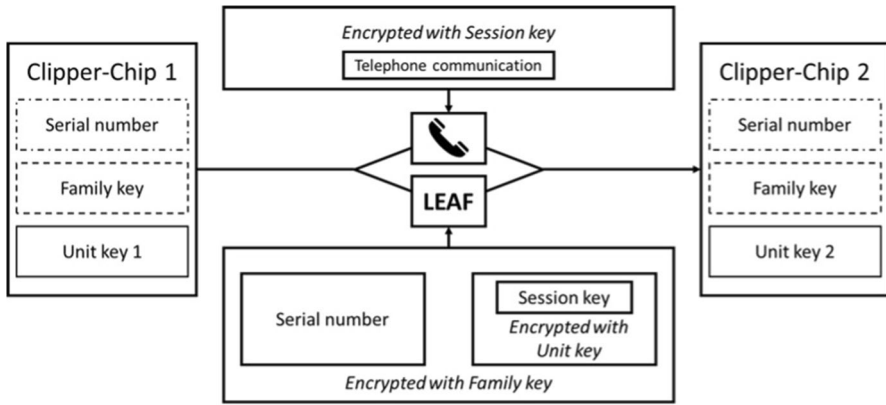 Encrypted with Session key
Telephone communication
Clipper-Chip 1
Serial number
Family key
Unit key 1
LEAF
Clipper-Chip 2
Serial number
Family key
Unit key 2
Serial number
Session key
Encrypted with
Unit key
Encrypted with Family key